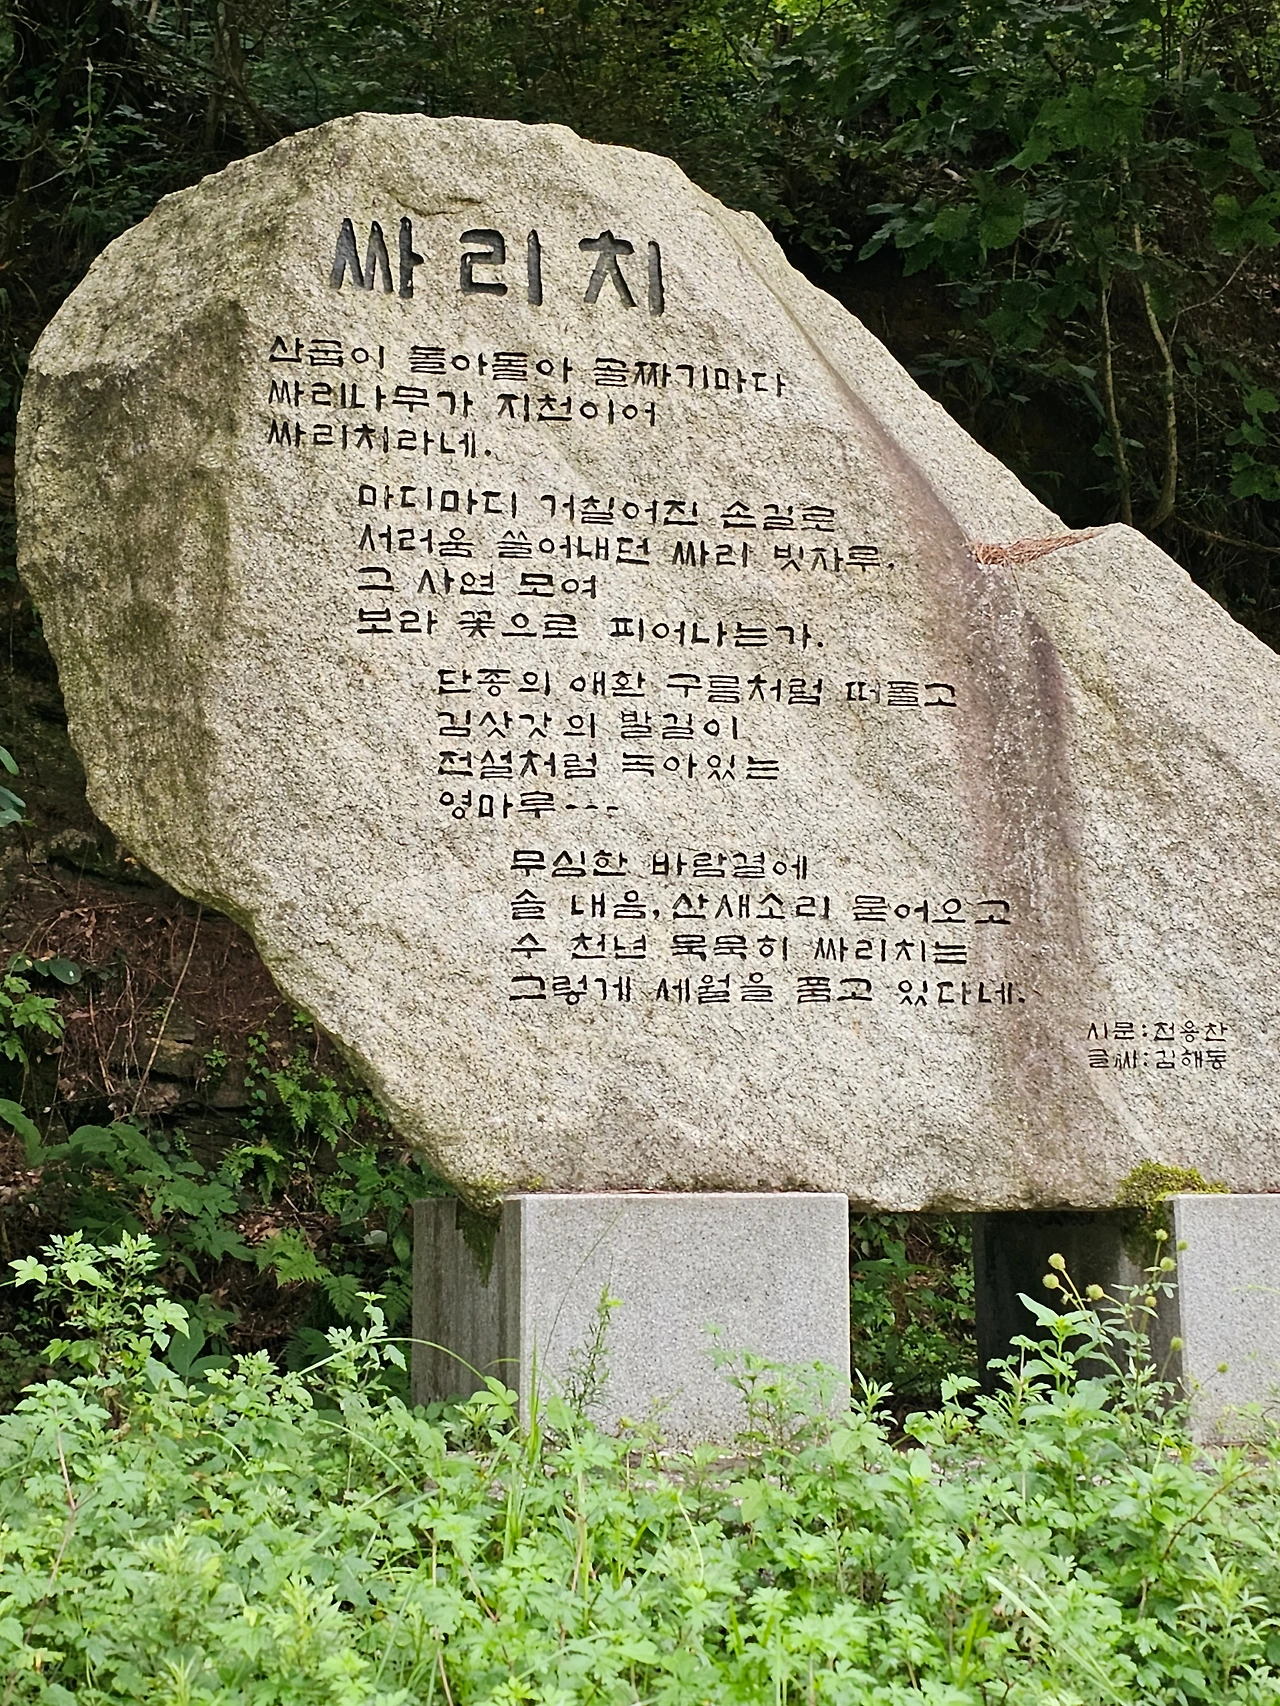 싸리치
산굽이 돌아돌아 골짜기마다
싸리나무가 지천이어
싸리치라네.
마디마디 거칠어진 손길로
서러움 쓸어내던 싸리 빗자루,
그 사연 모여
보라 꽃으로 피어나는가.
단종의 애환 구름처럼 떠돌고
김삿갓의 발길이
전설처럼 녹아있는
영마루---
무심한 바람결에
솔 내음, 산새소리 묻어오고
수 천년 묵묵히 싸리치는
그렇게 세월을 품고 있다네.
시문:전용찬
글씨:김해동